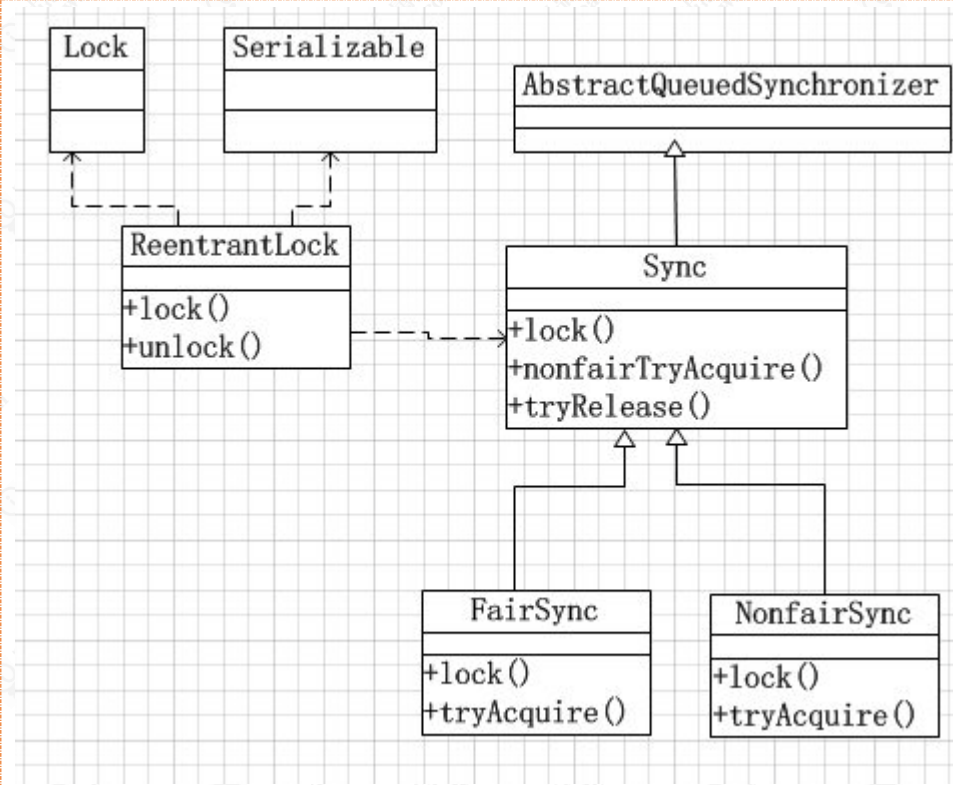 Lock
Serializable
AbstractQueuedSynchronizer
ReentrantLock
+lock()
+unlock()
Sync
+lock()
+nonfairTryAcquire()
+tryRelease()
FairSync
+lock()
+tryAcquire()
NonfairSync
+lock()
+tryAcquire()